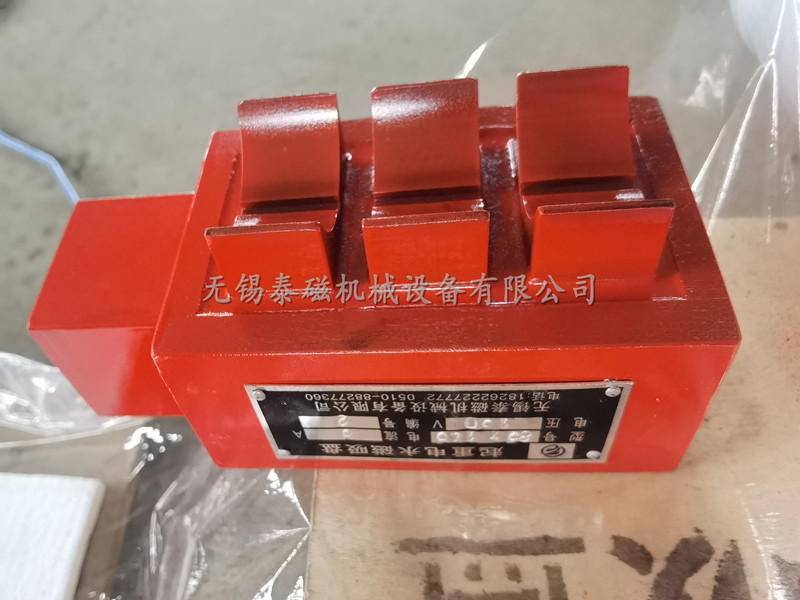 无锡泰磁机械设备有限公司
起重电永磁吸盘
型号 电流 A
电压 V 编号 2
无锡泰磁机械设备有限公司
电话:18262227772 0510-88277360